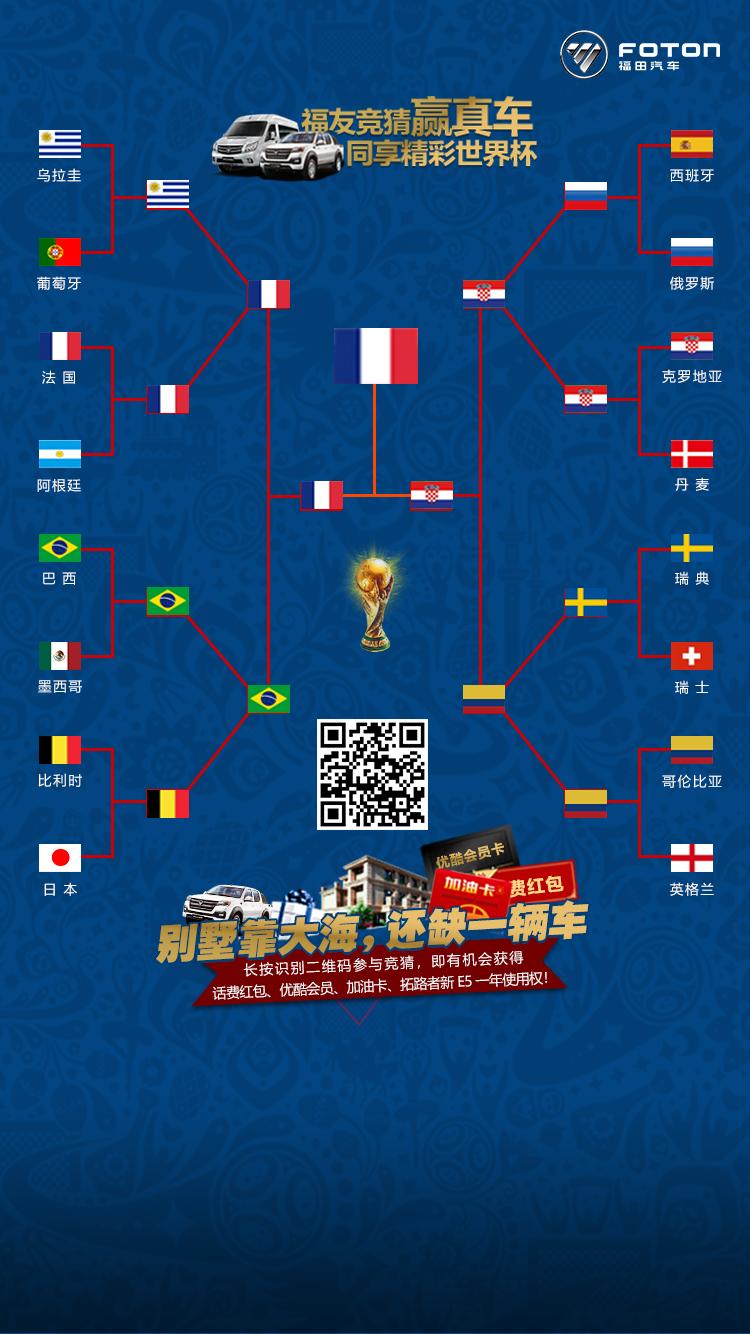 FOTON
福田汽车
福友竞猜赢真车
同享精彩世界杯
乌拉圭
西班牙
葡萄牙
俄罗斯
法 国
克罗地亚
阿根廷
丹 麦
巴 西
瑞 典
墨西哥
瑞 士
比利时
哥伦比亚
日 本
英格兰
优酷会员卡
加油卡
费红包
别墅靠大海，还缺一辆车
长按识别二维码参与竞猜，即有机会获得
话费红包、优酷会员、加油卡、拓路者新 E5 一年使用权！